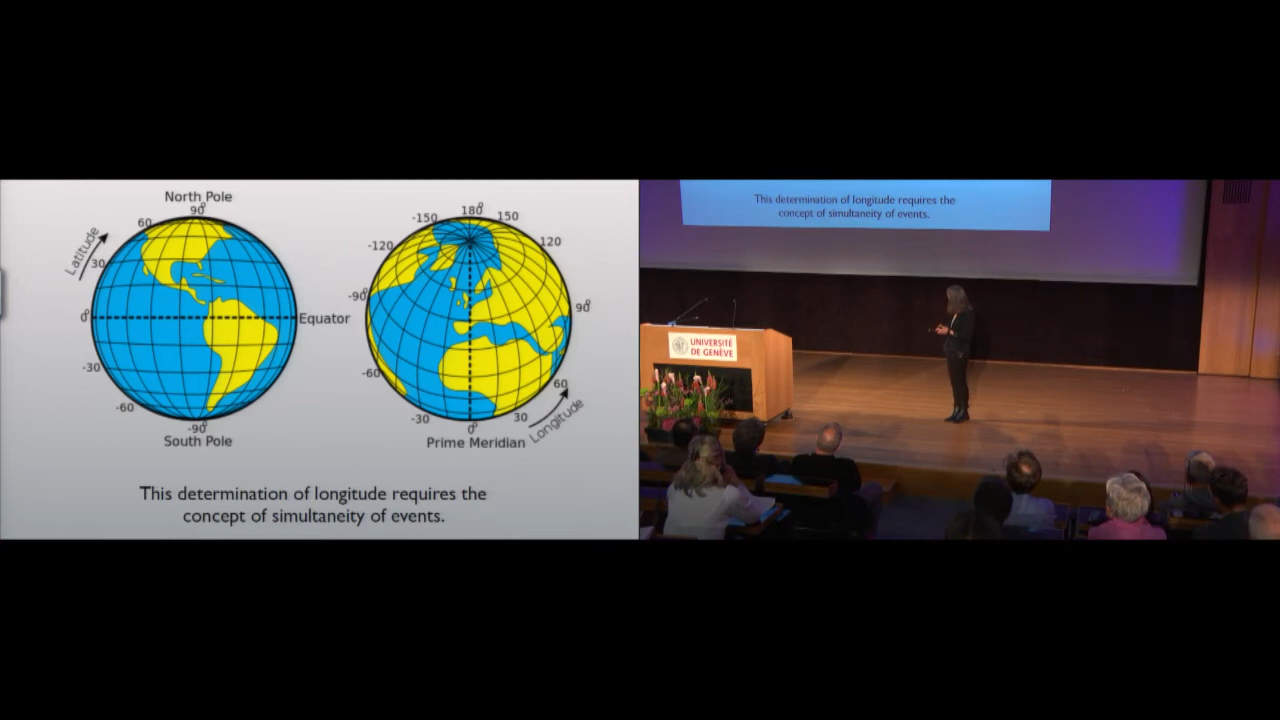 North Pole
90°
60
Latitude
30
0°
Equator
-30
-60
-90°
South Pole
180°
-150
150
-120
120
-90°
90°
-60
60
-30
30
0°
Longitude
Prime Meridian
This determination of longitude requires the
concept of simultaneity of events.
This determination of longitude requires the
concept of simultaneity of events.
UNIVERSITÉ
DE GENÈVE